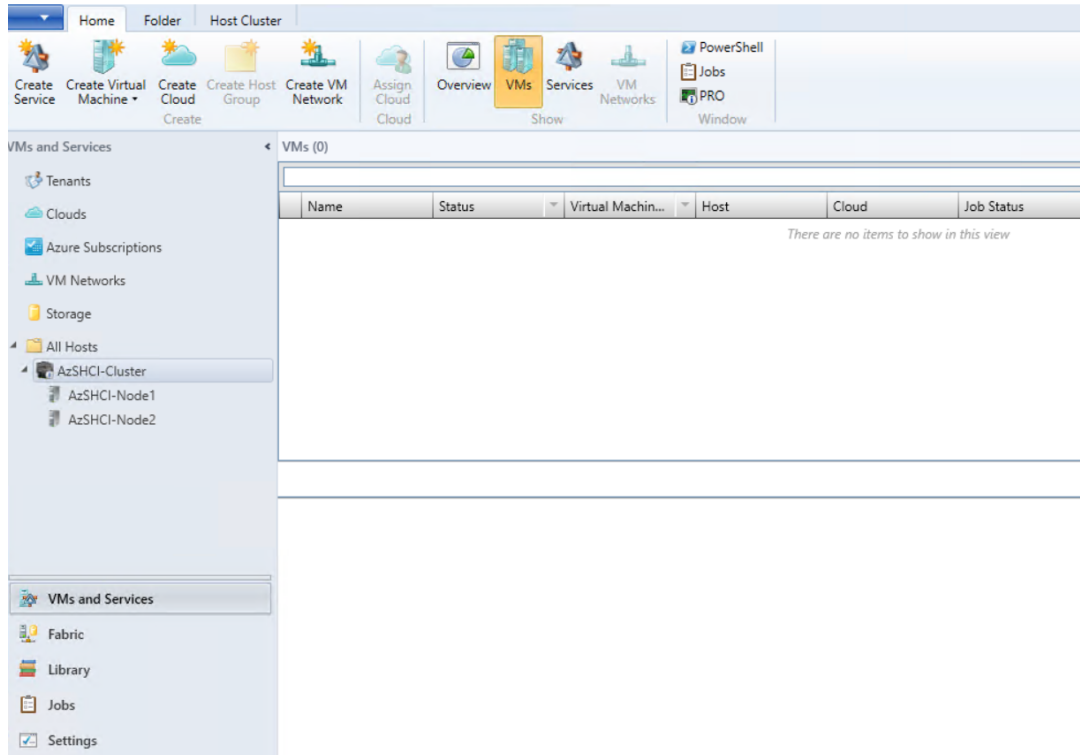 Home Folder Host Cluster
Create Service
Create Virtual Machine
Create Cloud
Create Host Group
Create VM Network
Create
Assign Cloud
Cloud
Overview
VMs
Services
VM Networks
Show
PowerShell
Jobs
PRO
Window
VMs and Services
Tenants
Clouds
Azure Subscriptions
VM Networks
Storage
All Hosts
AzSHCI-Cluster
AzSHCI-Node1
AzSHCI-Node2
VMs and Services
Fabric
Library
Jobs
Settings
VMs (0)
Name Status Virtual Machin... Host Cloud Job Status
There are no items to show in this view